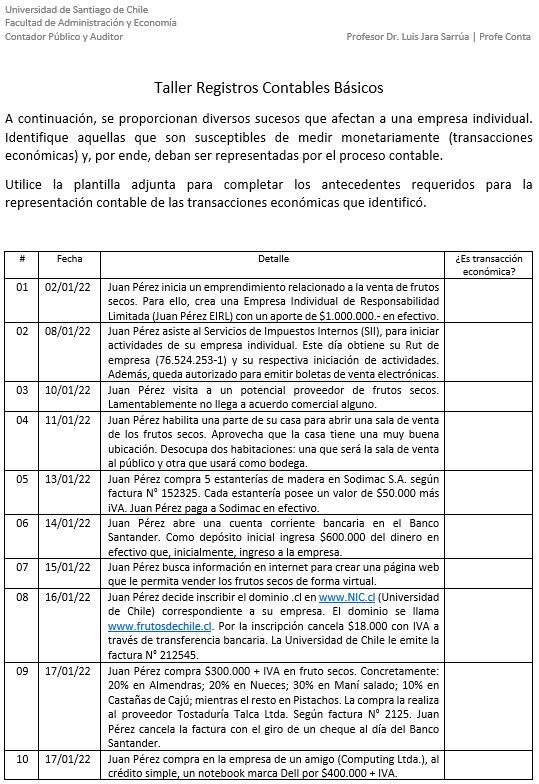 Universidad de Santiago de Chile
Facultad de Administración y Economía
Contador Público y Auditor Profesor Dr. Luis Jara Sarrúa | Profe Conta
Taller Registros Contables Básicos
A continuación, se proporcionan diversos sucesos que afectan a una empresa individual.
Identifique aquellas que son susceptibles de medir monetariamente (transacciones
económicas) y, por ende, deban ser representadas por el proceso contable.
Utilice la plantilla adjunta para completar los antecedentes requeridos para la
representación contable de las transacciones económicas que identificó.
# Fecha Detalle ¿Es transacción
económica?
01 02/01/22 Juan Pérez inicia un emprendimiento relacionado a la venta de frutos
secos. Para ello, crea una Empresa Individual de Responsabilidad
Limitada (Juan Pérez EIRL) con un aporte de $1.000.000.- en efectivo.
02 08/01/22 Juan Pérez asiste al Servicios de Impuestos Internos (SII), para iniciar
actividades de su empresa individual. Este día obtiene su Rut de
empresa (76.524.253-1) y su respectiva iniciación de actividades.
Además, queda autorizado para emitir boletas de venta electrónicas.
03 10/01/22 Juan Pérez visita a un potencial proveedor de frutos secos.
Lamentablemente no llega a acuerdo comercial alguno.
04 11/01/22 Juan Pérez habilita una parte de su casa para abrir una sala de venta
de los frutos secos. Aprovecha que la casa tiene una muy buena
ubicación. Desocupa dos habitaciones: una que será la sala de venta
al público y otra que usará como bodega.
05 13/01/22 Juan Pérez compra 5 estanterías de madera en Sodimac S.A. según
factura N° 152325. Cada estantería posee un valor de $50.000 más
iVA. Juan Pérez paga a Sodimac en efectivo.
06 14/01/22 Juan Pérez abre una cuenta corriente bancaria en el Banco
Santander. Como depósito inicial ingresa $600.000 del dinero en
efectivo que, inicialmente, ingreso a la empresa.
07 15/01/22 Juan Pérez busca información en internet para crear una página web
que le permita vender los frutos secos de forma virtual.
08 16/01/22 Juan Pérez decide inscribir el dominio .cl en www.NIC.cl (Universidad
de Chile) correspondiente a su empresa. El dominio se llama
www.frutosdechile.cl. Por la inscripción cancela $18.000 con IVA a
través de transferencia bancaria. La Universidad de Chile le emite la
factura N° 212545.
09 17/01/22 Juan Pérez compra $300.000 + IVA en fruto secos. Concretamente:
20% en Almendras; 20% en Nueces; 30% en Maní salado; 10% en
Castañas de Cajú; mientras el resto en Pistachos. La compra la realiza
al proveedor Tostaduría Talca Ltda. Según factura N° 2125. Juan
Pérez cancela la factura con el giro de un cheque al día del Banco
Santander.
10 17/01/22 Juan Pérez compra en la empresa de un amigo (Computing Ltda.), al
crédito simple, un notebook marca Dell por $400.000 + IVA.